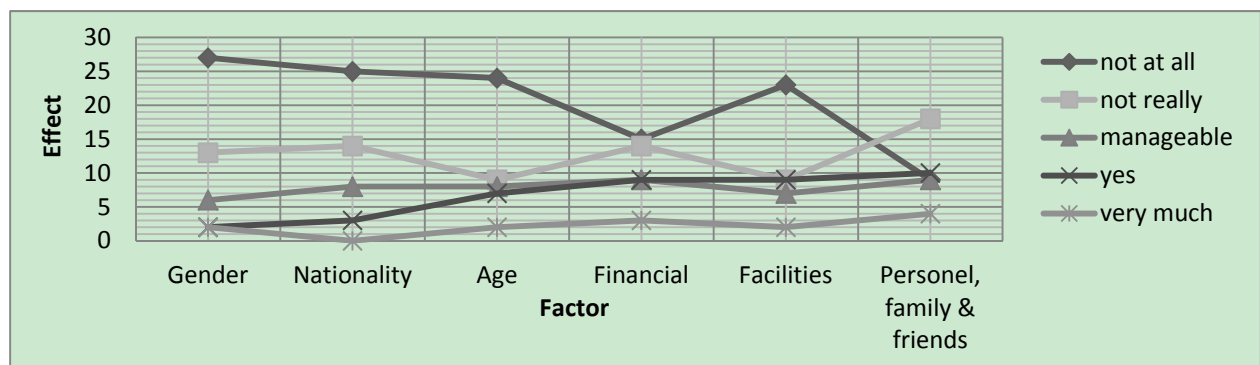 30
25
20
15
10
5
0
Effect
Gender
Nationality
Age
Financial
Facilities
Personel,
family &
friends
Factor
not at all
not really
manageable
yes
very much